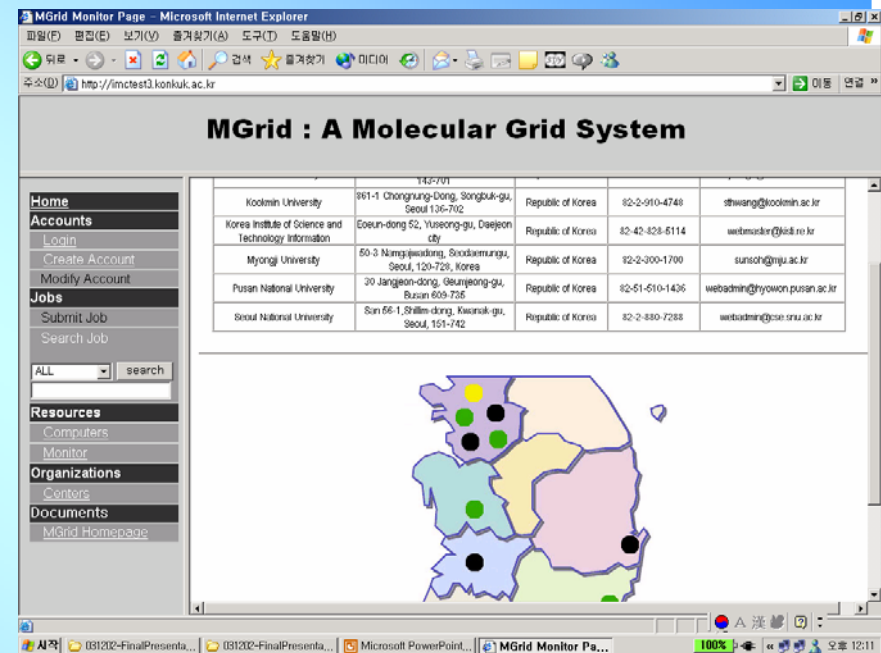 MGrid Monitor Page - Microsoft Internet Explorer
파일(F) 편집(E) 보기(V) 즐겨찾기(A) 도구(T) 도움말(H)
뒤로 검색 즐겨찾기 미디어
주소(D) http://imctest3.konkuk.ac.kr 이동 연결 »
MGrid : A Molecular Grid System
Home
Accounts
Login
Create Account
Modify Account
Jobs
Submit Job
Search Job
ALL search
Resources
Computers
Monitor
Organizations
Centers
Documents
MGrid Homepage
143-701
Kookmin University 861-1 Chongnung-Dong, Songbuk-gu, Seoul 136-702 Republic of Korea 82-2-910-4748 sthwang@kookmin.ac.kr
Korea Institute of Science and Technology Information Eoeun-dong 52, Yuseong-gu, Daejeon city Republic of Korea 82-42-828-5114 webmaster@kisti.re.kr
Myongji University 50-3 Namgajwadong, Seodaemungu, Seoul, 120-728, Korea Republic of Korea 82-2-300-1700 sunsoh@mju.ac.kr
Pusan National University 30 Jangjeon-dong, Geumjeong-gu, Busan 609-735 Republic of Korea 82-51-510-1436 webadmin@hyowon.pusan.ac.kr
Seoul National University San 56-1,Shillim-dong, Kwanak-gu, Seoul, 151-742 Republic of Korea 82-2-880-7288 webadmin@cse.snu.ac.kr
A 漢
시작 031202-FinalPresenta... 031202-FinalPresenta... Microsoft PowerPoint... MGrid Monitor Pa... 100% « 오후 12:11